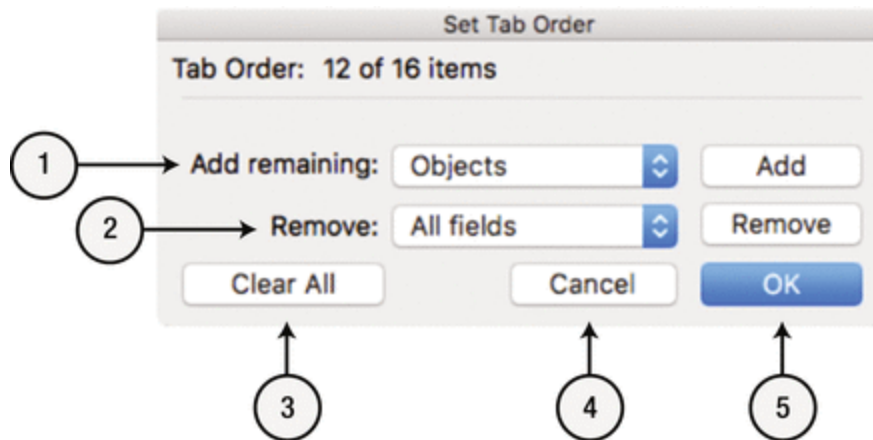 Set Tab Order
Tab Order: 12 of 16 items
1 Add remaining: Objects Add
2 Remove: All fields Remove
Clear All Cancel OK
3 4 5